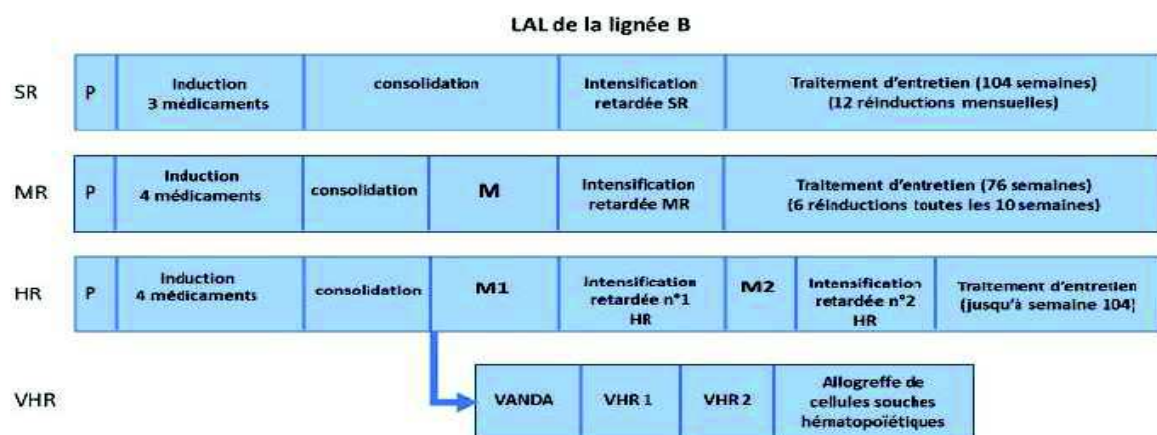 LAL de la lignée B
SR
P
Induction
3 médicaments
consolidation
Intensification
retardée SR
Traitement d'entretien (104 semaines)
(12 réinductions mensuelles)
MR
P
Induction
4 médicaments
consolidation
M
Intensification
retardée MR
Traitement d'entretien (76 semaines)
(6 réinductions toutes les 10 semaines)
HR
P
Induction
4 médicaments
consolidation
M1
Intensification
retardée n°1
HR
M2
Intensification
retardée n°2
HR
Traitement d'entretien
(jusqu'à semaine 104)
VHR
VANDA
VHR 1
VHR 2
Allogreffe de
cellules souches
hématopoïétiques